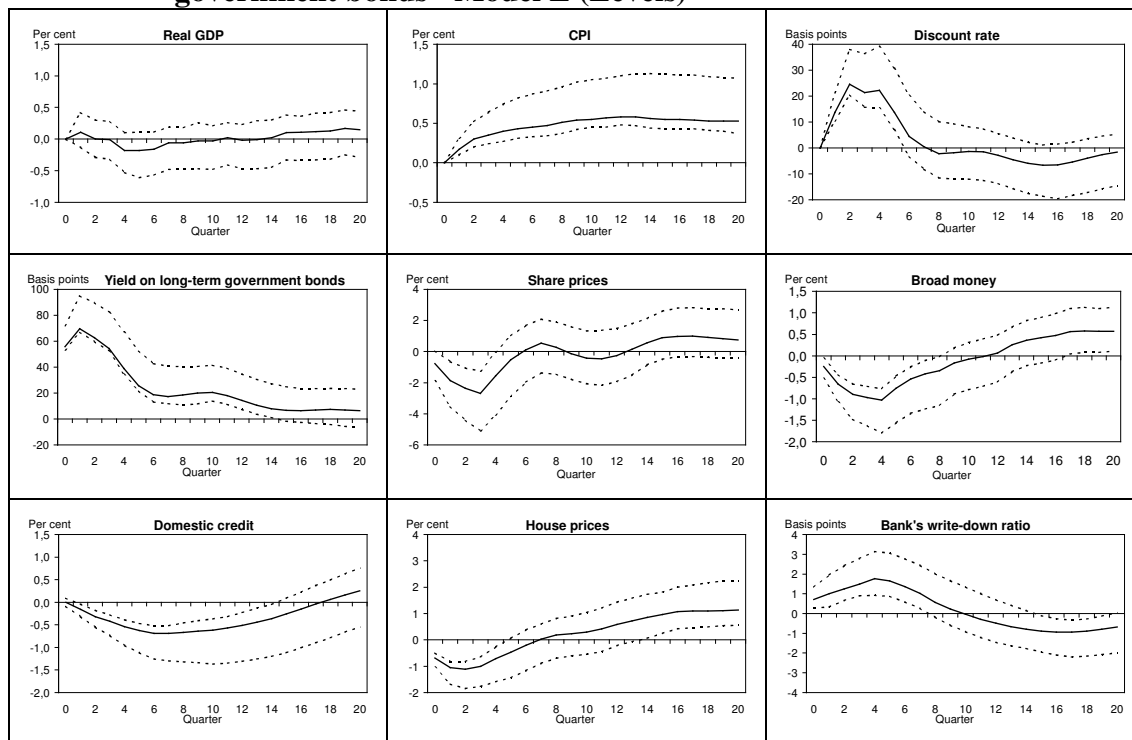 government bonds - Model E (Levels)
Per cent
Real GDP
1,5
1,0
0,5
0,0
-0,5
-1,0
0 2 4 6 8 10 12 14 16 18 20
Quarter
Per cent
CPI
1,5
1,0
0,5
0,0
-0,5
0 2 4 6 8 10 12 14 16 18 20
Quarter
Basis points
Discount rate
40
30
20
10
0
-10
-20
0 2 4 6 8 10 12 14 16 18 20
Quarter
Basis points
Yield on long-term government bonds
100
80
60
40
20
0
-20
0 2 4 6 8 10 12 14 16 18 20
Quarter
Per cent
Share prices
4
2
0
-2
-4
-6
0 2 4 6 8 10 12 14 16 18 20
Quarter
Per cent
Broad money
1,5
1,0
0,5
0,0
-0,5
-1,0
-1,5
-2,0
0 2 4 6 8 10 12 14 16 18 20
Quarter
Per cent
Domestic credit
1,5
1,0
0,5
0,0
-0,5
-1,0
-1,5
-2,0
0 2 4 6 8 10 12 14 16 18 20
Quarter
Per cent
House prices
4
3
2
1
0
-1
-2
0 2 4 6 8 10 12 14 16 18 20
Quarter
Basis points
Bank's write-down ratio
4
3
2
1
0
-1
-2
-3
-4
0 2 4 6 8 10 12 14 16 18 20
Quarter